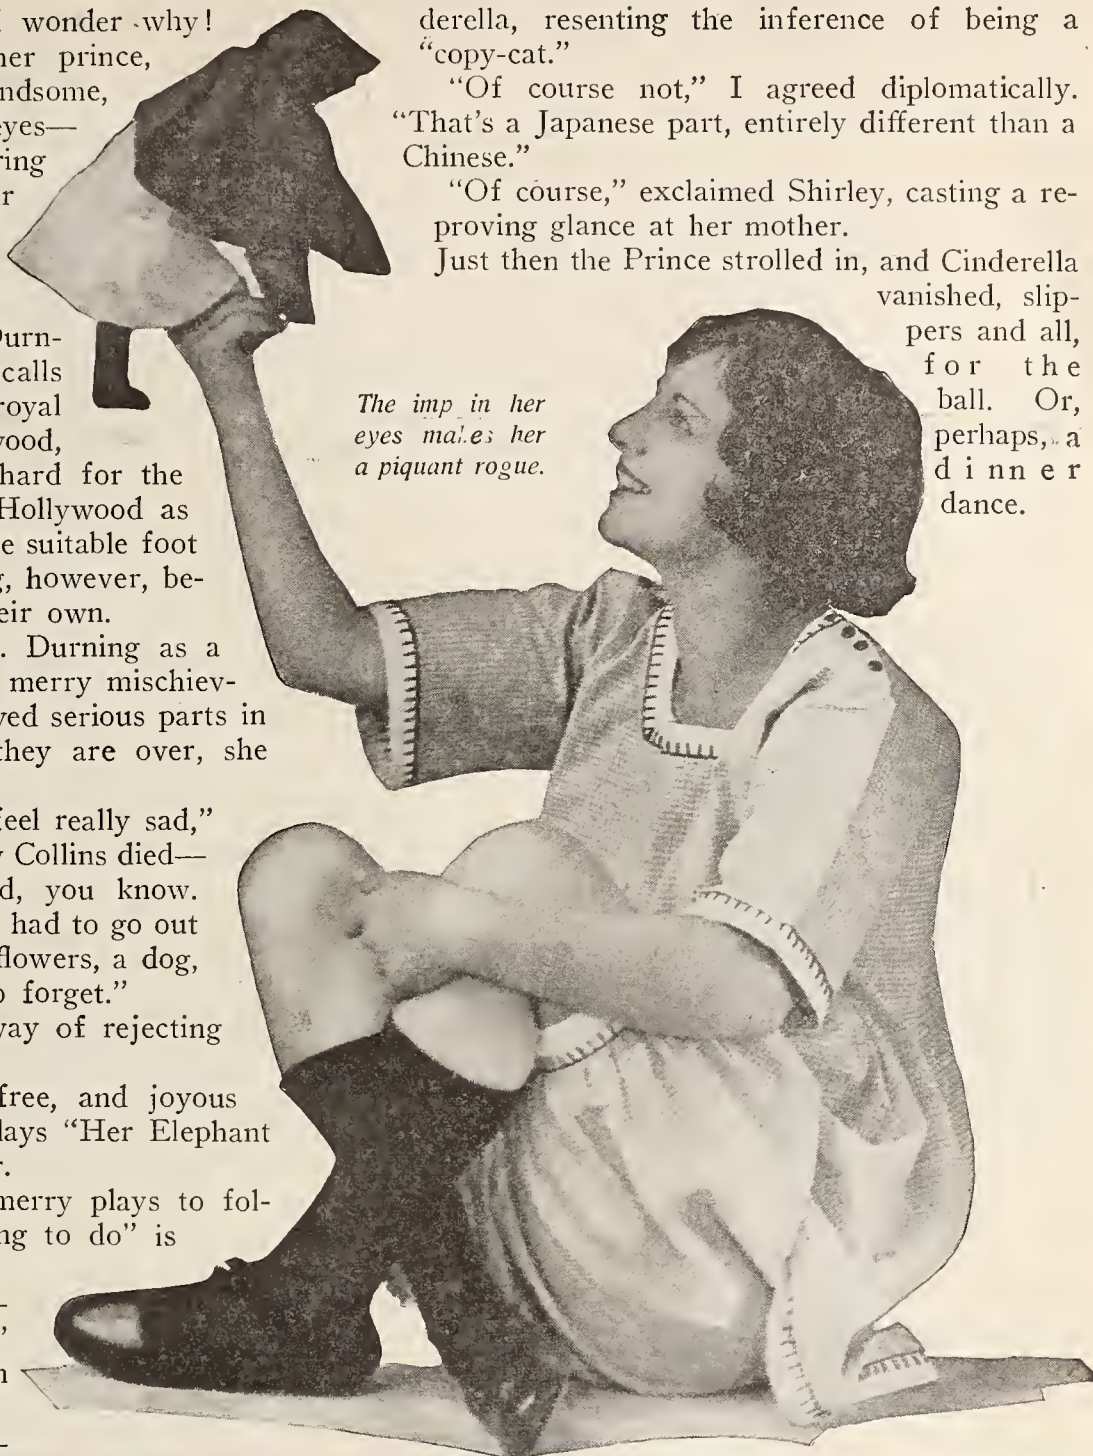 I wonder why!
her prince,
ndsome,
eyes—
ring
r
Durn-
calls
royal
wood,
hard for the
Hollywood as
e suitable foot
g, however, be-
eir own.
. Durning as a
merry mischiev-
yed serious parts in
they are over, she
feel really sad,”
y Collins died—
d, you know.
had to go out
flowers, a dog,
o forget.”
way of rejecting
free, and joyous
lays “Her Elephant
r.
merry plays to fol-
ng to do” is
-
,
n
-
The imp in her
eyes makes her
a piquant rogue.
derella, resenting the inference of being a
“copy-cat.”
“Of course not,” I agreed diplomatically.
“That’s a Japanese part, entirely different than a
Chinese.”
“Of course,” exclaimed Shirley, casting a re-
proving glance at her mother.
Just then the Prince strolled in, and Cinderella
vanished, slip-
pers and all,
for the
ball. Or,
perhaps, a
dinner
dance.